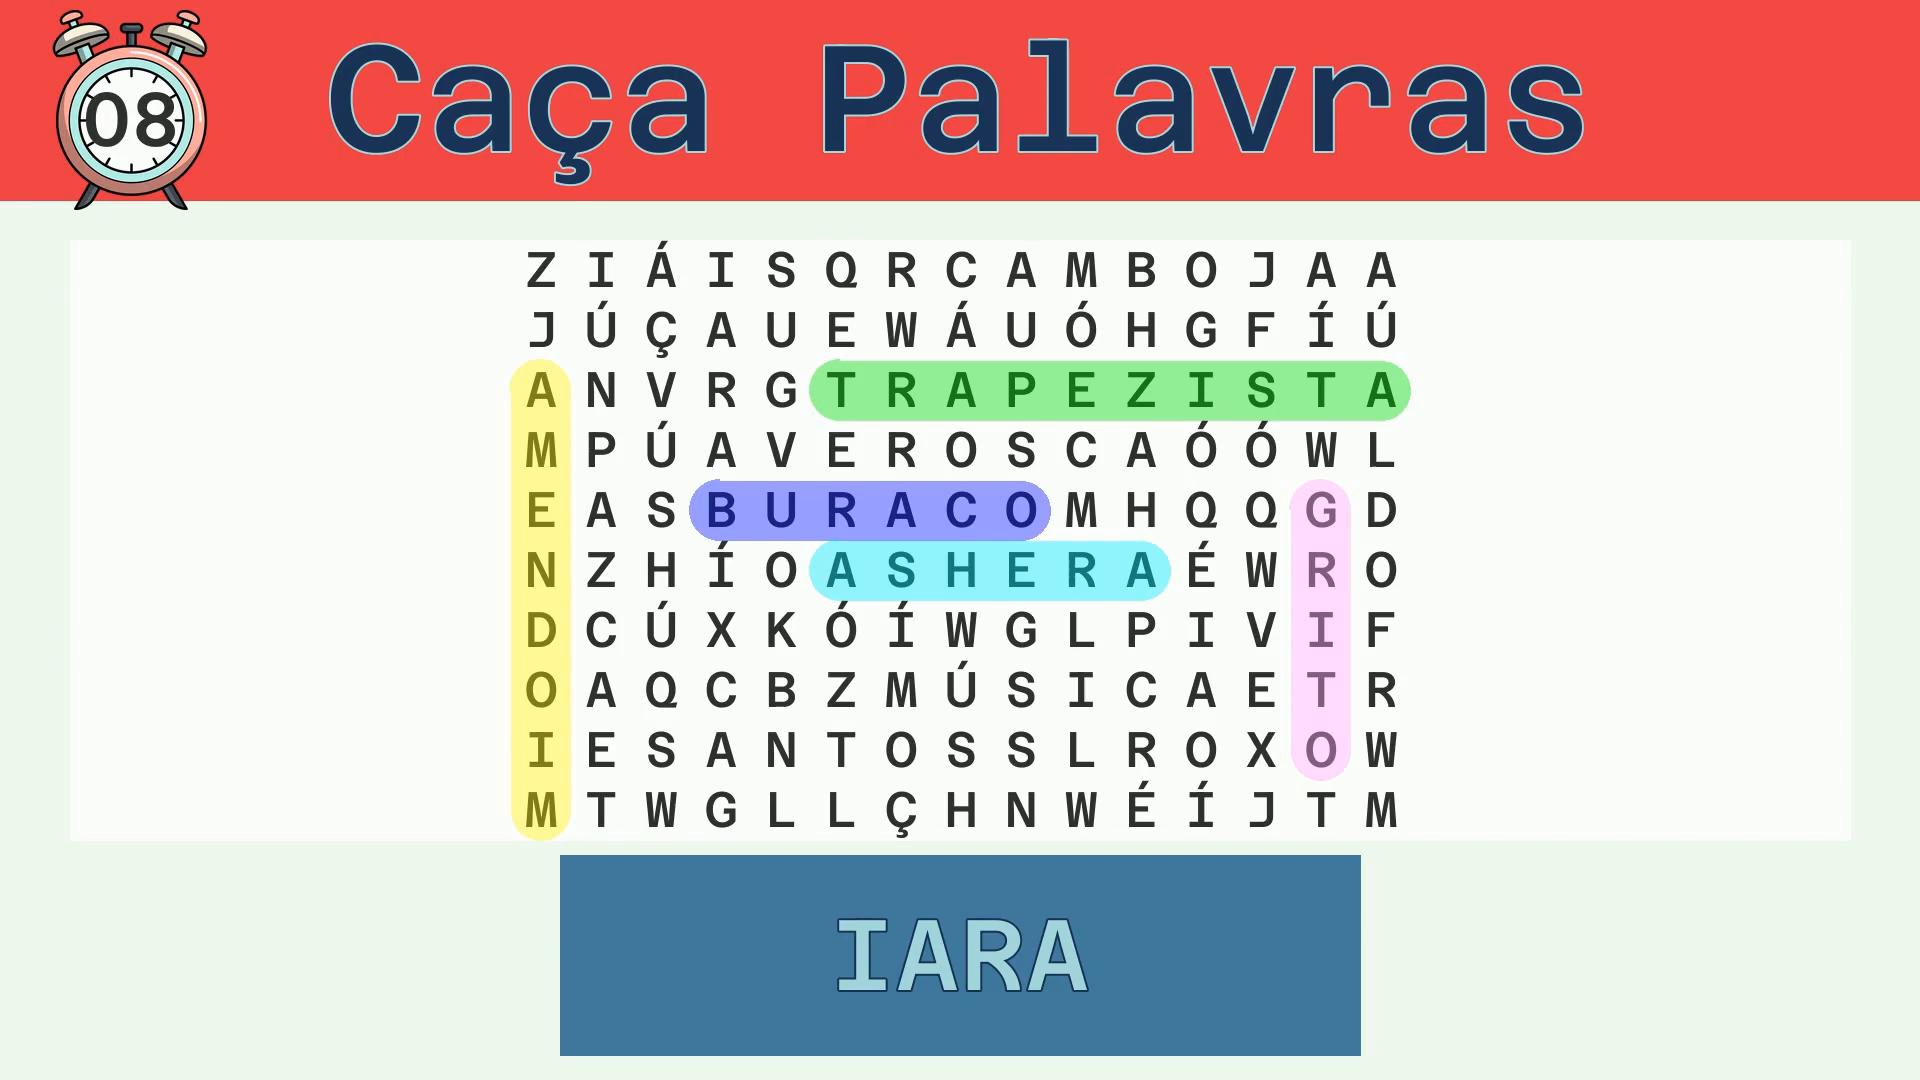 08
Caça Palavras
Z I Á I S Q R C A M B O J A A
J Ú Ç A U E W Á U Ó H G F Í Ú
A N V R G T R A P E Z I S T A
M P Ú A V E R O S C A Ó Ó W L
E A S B U R A C O M H Q Q G D
N Z H Í O A S H E R A É W R O
D C Ú X K Ó Í W G L P I V I F
O A Q C B Z M Ú S I C A E T R
I E S A N T O S S L R O X O W
M T W G L L Ç H N W É Í J T M
IARA